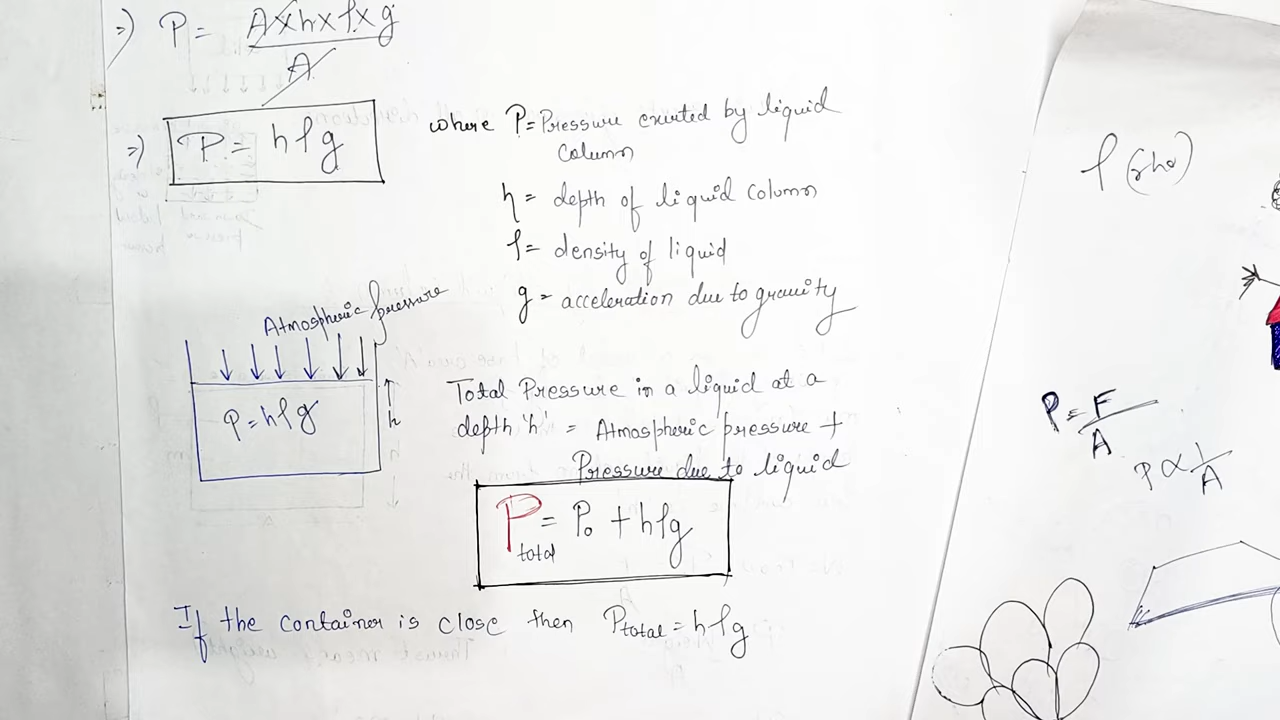 =) P = A×h×ρ×g
A
=) P = hρg
where P = Pressure exerted by liquid
column
h = depth of liquid column
ρ = density of liquid
g = acceleration due to gravity
Atmospheric pressure
P = hρg
h
Total Pressure in a liquid at a
depth 'h' = Atmospheric pressure +
Pressure due to liquid
P total = P₀ + hρg
If the container is close then Ptotal = hρg
ρ (rho)
P = F
A
P ∝ 1
A